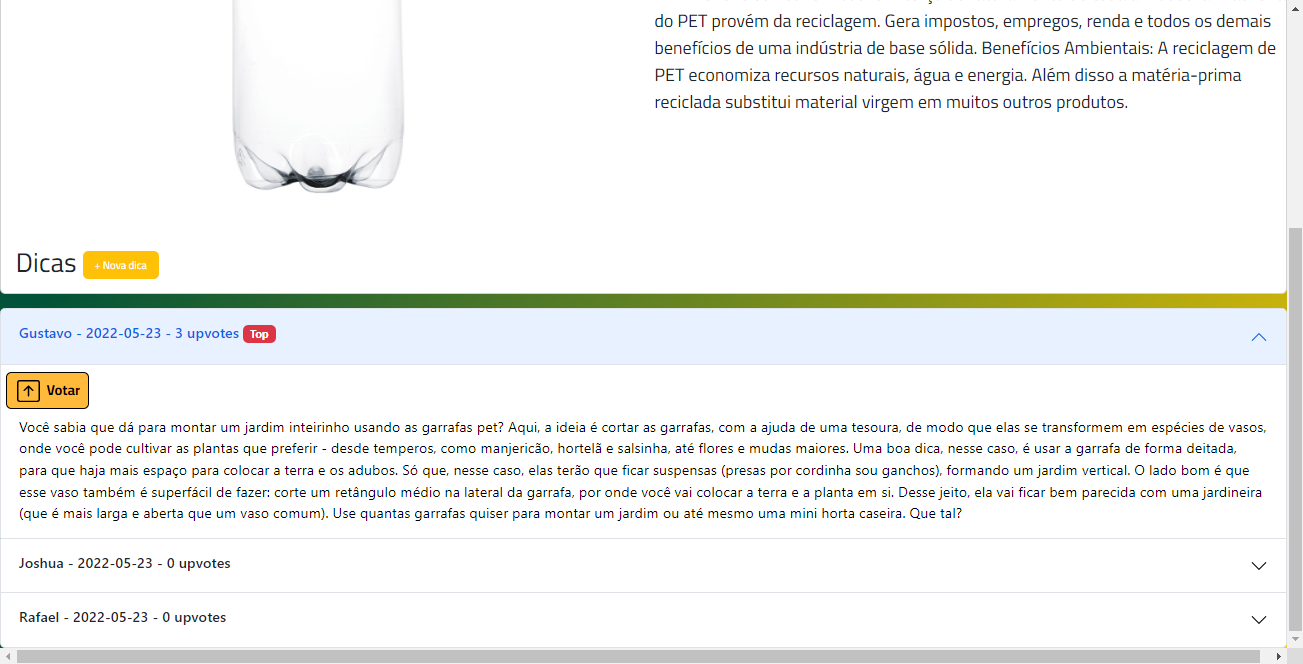 do PET provém da reciclagem. Gera impostos, empregos, renda e todos os demais
benefícios de uma indústria de base sólida. Benefícios Ambientais: A reciclagem de
PET economiza recursos naturais, água e energia. Além disso a matéria-prima
reciclada substitui material virgem em muitos outros produtos.
Dicas + Nova dica
Gustavo - 2022-05-23 - 3 upvotes Top
Votar
Você sabia que dá para montar um jardim inteirinho usando as garrafas pet? Aqui, a ideia é cortar as garrafas, com a ajuda de uma tesoura, de modo que elas se transformem em espécies de vasos,
onde você pode cultivar as plantas que preferir - desde temperos, como manjericão, hortelã e salsinha, até flores e mudas maiores. Uma boa dica, nesse caso, é usar a garrafa de forma deitada,
para que haja mais espaço para colocar a terra e os adubos. Só que, nesse caso, elas terão que ficar suspensas (presas por cordinha sou ganchos), formando um jardim vertical. O lado bom é que
esse vaso também é superfácil de fazer: corte um retângulo médio na lateral da garrafa, por onde você vai colocar a terra e a planta em si. Desse jeito, ela vai ficar bem parecida com uma jardineira
(que é mais larga e aberta que um vaso comum). Use quantas garrafas quiser para montar um jardim ou até mesmo uma mini horta caseira. Que tal?
Joshua - 2022-05-23 - 0 upvotes
Rafael - 2022-05-23 - 0 upvotes